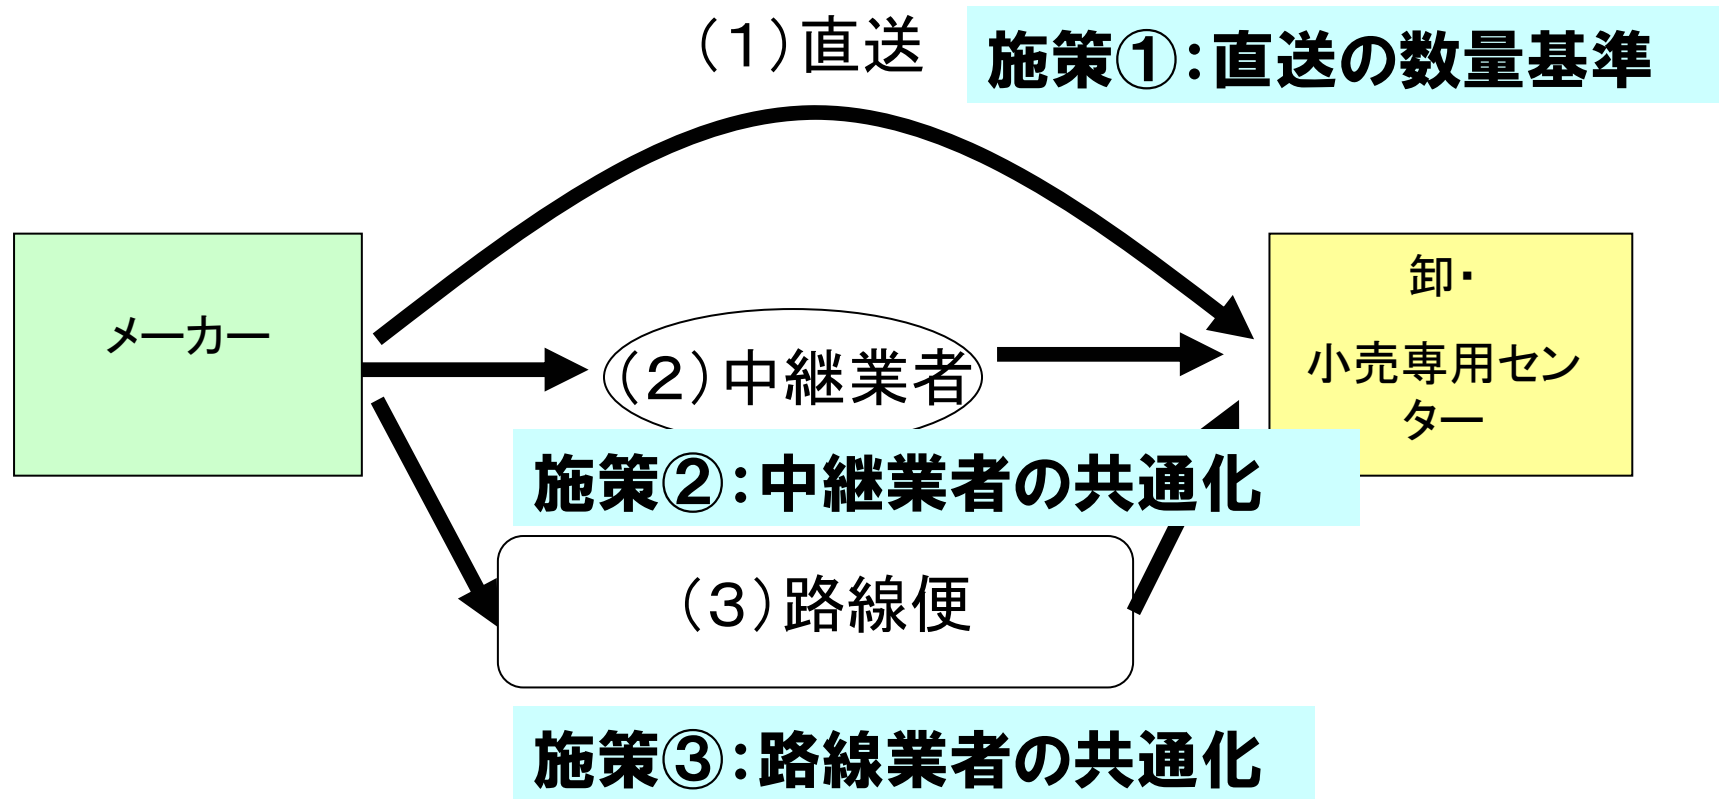 （１）直送
施策①：直送の数量基準
メーカー
（２）中継業者
卸・
小売専用セン
ター
施策②：中継業者の共通化
（３）路線便
施策③：路線業者の共通化